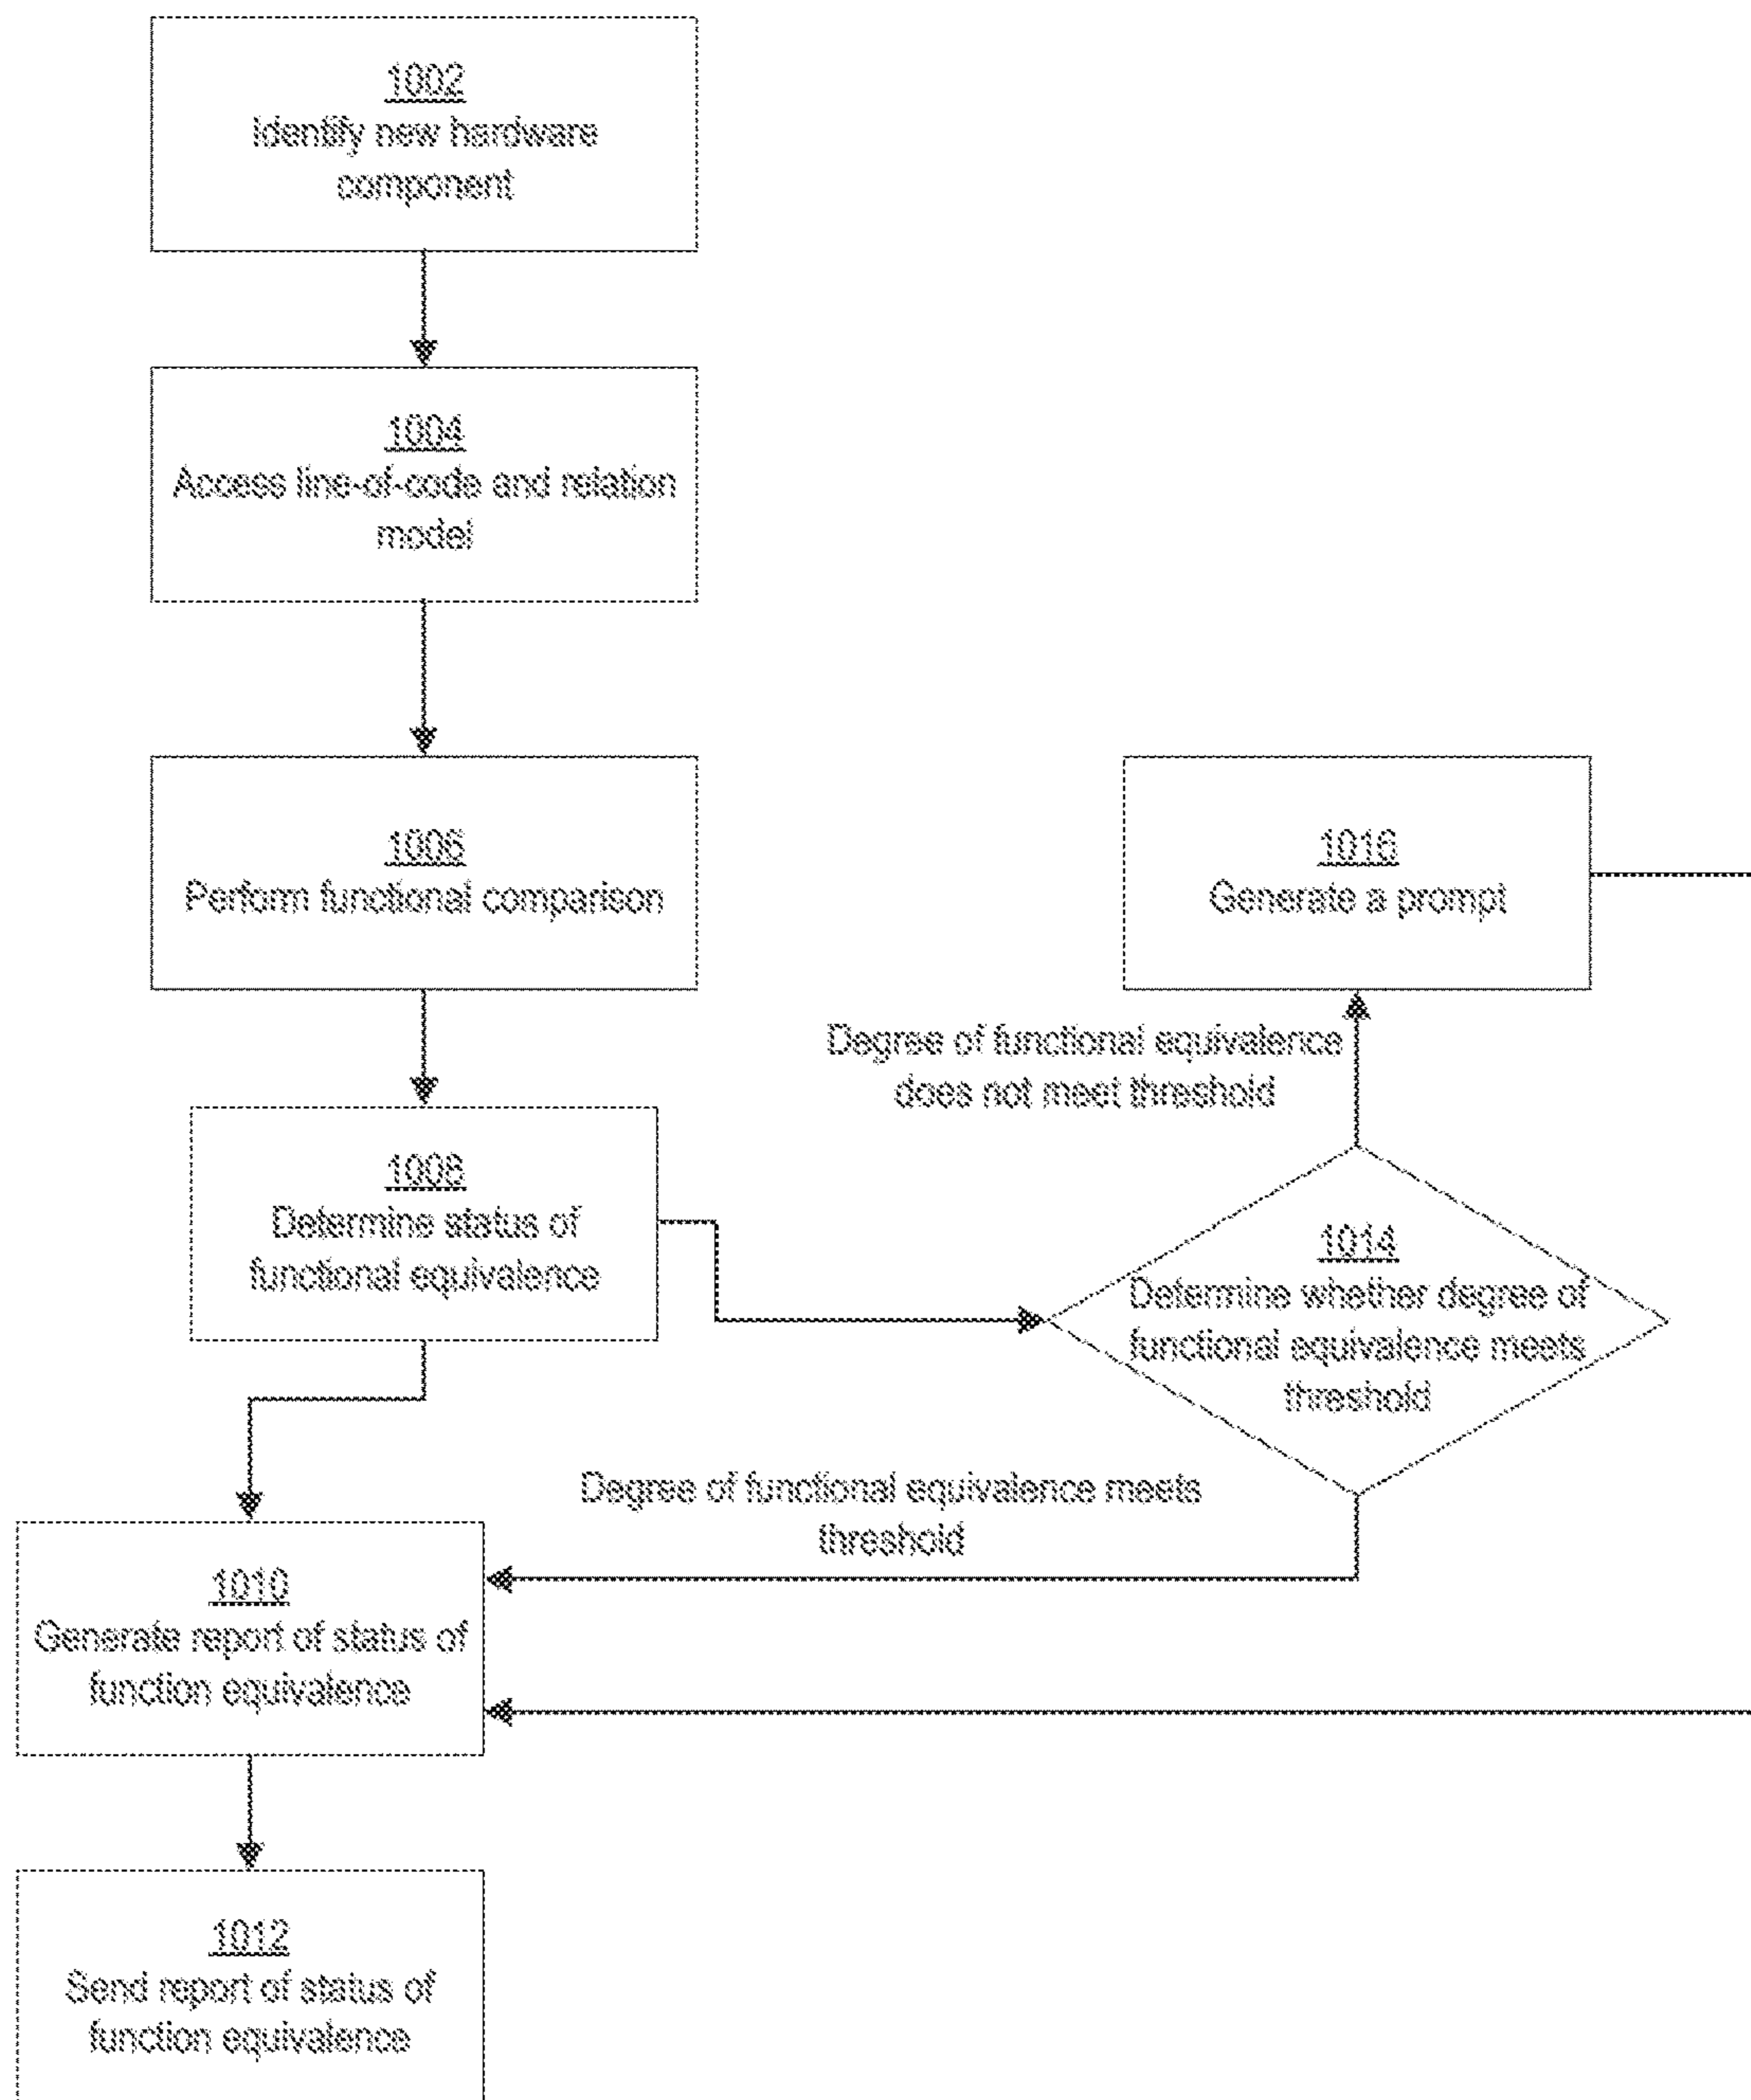 1002
Identify new hardware
component
1004
Access line-of-code and relation
model
1006
Perform functional comparison
1016
Generate a prompt
Degree of functional equivalence
does not meet threshold
1008
Determine status of
functional equivalence
1014
Determine whether degree of
functional equivalence meets
threshold
Degree of functional equivalence meets
threshold
1010
Generate report of status of
function equivalence
1012
Send report of status of
function equivalence